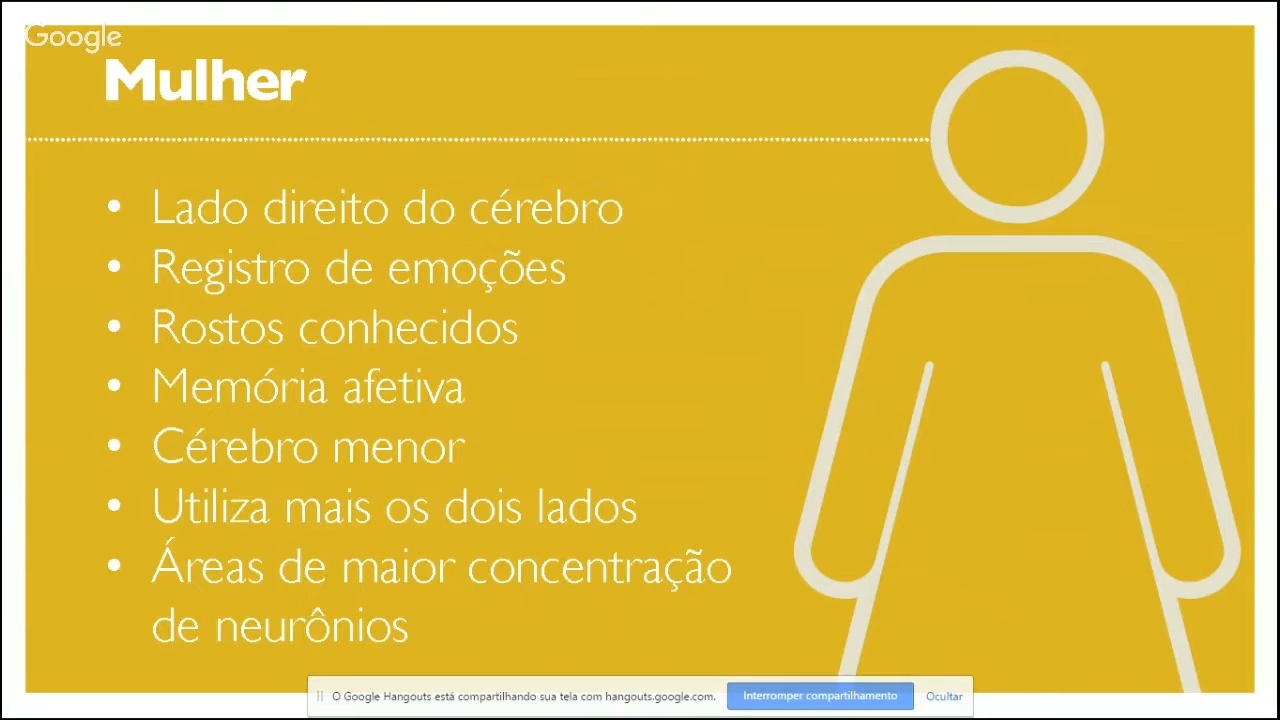 Google
Mulher
• Lado direito do cérebro
• Registro de emoções
• Rostos conhecidos
• Memória afetiva
• Cérebro menor
• Utiliza mais os dois lados
• Áreas de maior concentração
de neurônios
O Google Hangouts está compartilhando sua tela com hangouts.google.com. Interromper compartilhamento Ocultar